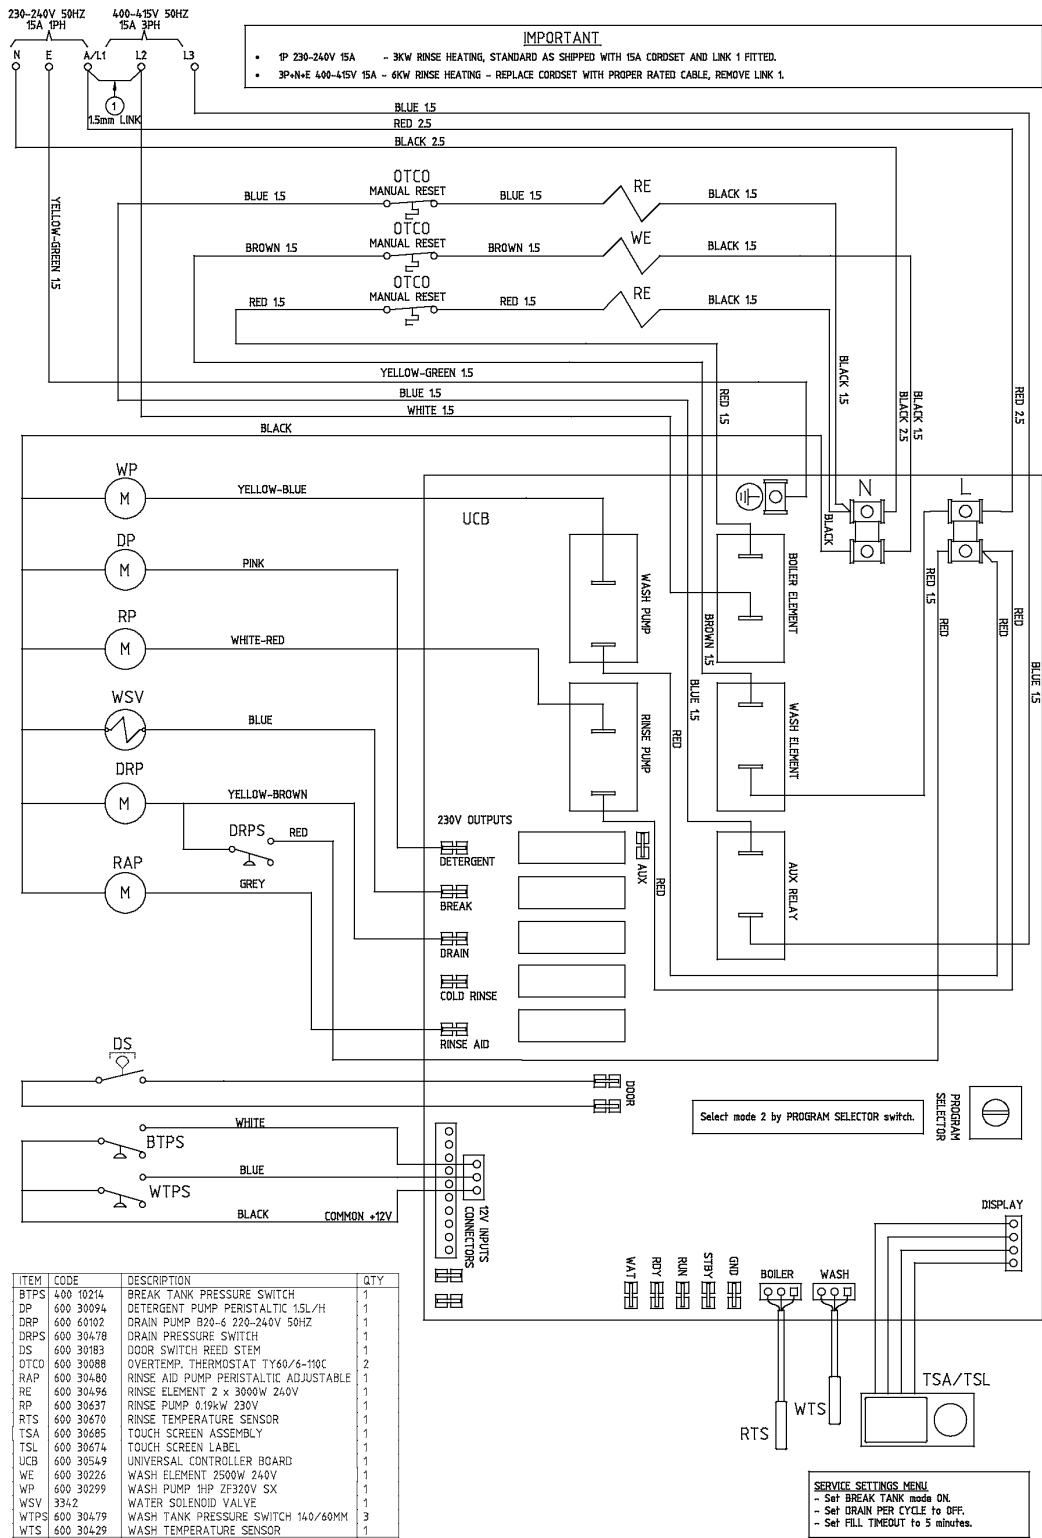 230-240V 50HZ
15A 1PH
400-415V 50HZ
15A 3PH
N E A/L1 L2 L3
1
1.5mm LINK
IMPORTANT
• 1P 230-240V 15A - 3KW RINSE HEATING, STANDARD AS SHIPPED WITH 15A CORDSET AND LINK 1 FITTED.
• 3P+N+E 400-415V 15A - 6KW RINSE HEATING - REPLACE CORDSET WITH PROPER RATED CABLE, REMOVE LINK 1.
BLUE 1.5
RED 2.5
BLACK 2.5
YELLOW-GREEN 1.5
OTCO
MANUAL RESET
BLUE 1.5
BLUE 1.5
RE
BLACK 1.5
OTCO
MANUAL RESET
BROWN 1.5
BROWN 1.5
WE
BLACK 1.5
OTCO
MANUAL RESET
RED 1.5
RED 1.5
RE
BLACK 1.5
YELLOW-GREEN 1.5
BLUE 1.5
WHITE 1.5
BLACK
RED 1.5
BLACK 1.5
BLACK 2.5
BLACK 1.5
RED 2.5
WP
M
YELLOW-BLUE
DP
M
PINK
RP
M
WHITE-RED
WSV
BLUE
DRP
M
YELLOW-BROWN
DRPS
RED
RAP
M
GREY
UCB
N
L
BLACK
WASH PUMP
BOILER ELEMENT
RED 1.5
RED
RED
RED
BROWN 1.5
BLUE 1.5
BLUE 1.5
RINSE PUMP
RED
WASH ELEMENT
230V OUTPUTS
DETERGENT
AUX
RED
AUX RELAY
BREAK
DRAIN
COLD RINSE
RINSE AID
DS
DOOR
Select mode 2 by PROGRAM SELECTOR switch.
PROGRAM
SELECTOR
WHITE
BTPS
BLUE
WTPS
BLACK
COMMON +12V
12V INPUTS
CONNECTORS
DISPLAY
WAT
RDY
RUN
STBY
GND
BOILER
WASH
RTS
WTS
TSA/TSL
ITEM CODE DESCRIPTION QTY
BTPS 400 10214 BREAK TANK PRESSURE SWITCH 1
DP 600 30094 DETERGENT PUMP PERISTALTIC 1.5L/H 1
DRP 600 60102 DRAIN PUMP B20-6 220-240V 50HZ 1
DRPS 600 30478 DRAIN PRESSURE SWITCH 1
DS 600 30183 DOOR SWITCH REED STEM 1
OTCO 600 30088 OVERTEMP. THERMOSTAT TY60/6-110C 2
RAP 600 30480 RINSE AID PUMP PERISTALTIC ADJUSTABLE 1
RE 600 30496 RINSE ELEMENT 2 x 3000W 240V 1
RP 600 30637 RINSE PUMP 0.19kW 230V 1
RTS 600 30670 RINSE TEMPERATURE SENSOR 1
TSA 600 30685 TOUCH SCREEN ASSEMBLY 1
TSL 600 30674 TOUCH SCREEN LABEL 1
UCB 600 30549 UNIVERSAL CONTROLLER BOARD 1
WE 600 30226 WASH ELEMENT 2500W 240V 1
WP 600 30299 WASH PUMP 1HP ZF320V SX 1
WSV 3342 WATER SOLENOID VALVE 1
WTPS 600 30479 WASH TANK PRESSURE SWITCH 140/60MM 3
WTS 600 30429 WASH TEMPERATURE SENSOR 1
SERVICE SETTINGS MENU
- Set BREAK TANK mode ON.
- Set DRAIN PER CYCLE to OFF.
- Set FILL TIMEOUT to 5 minutes.